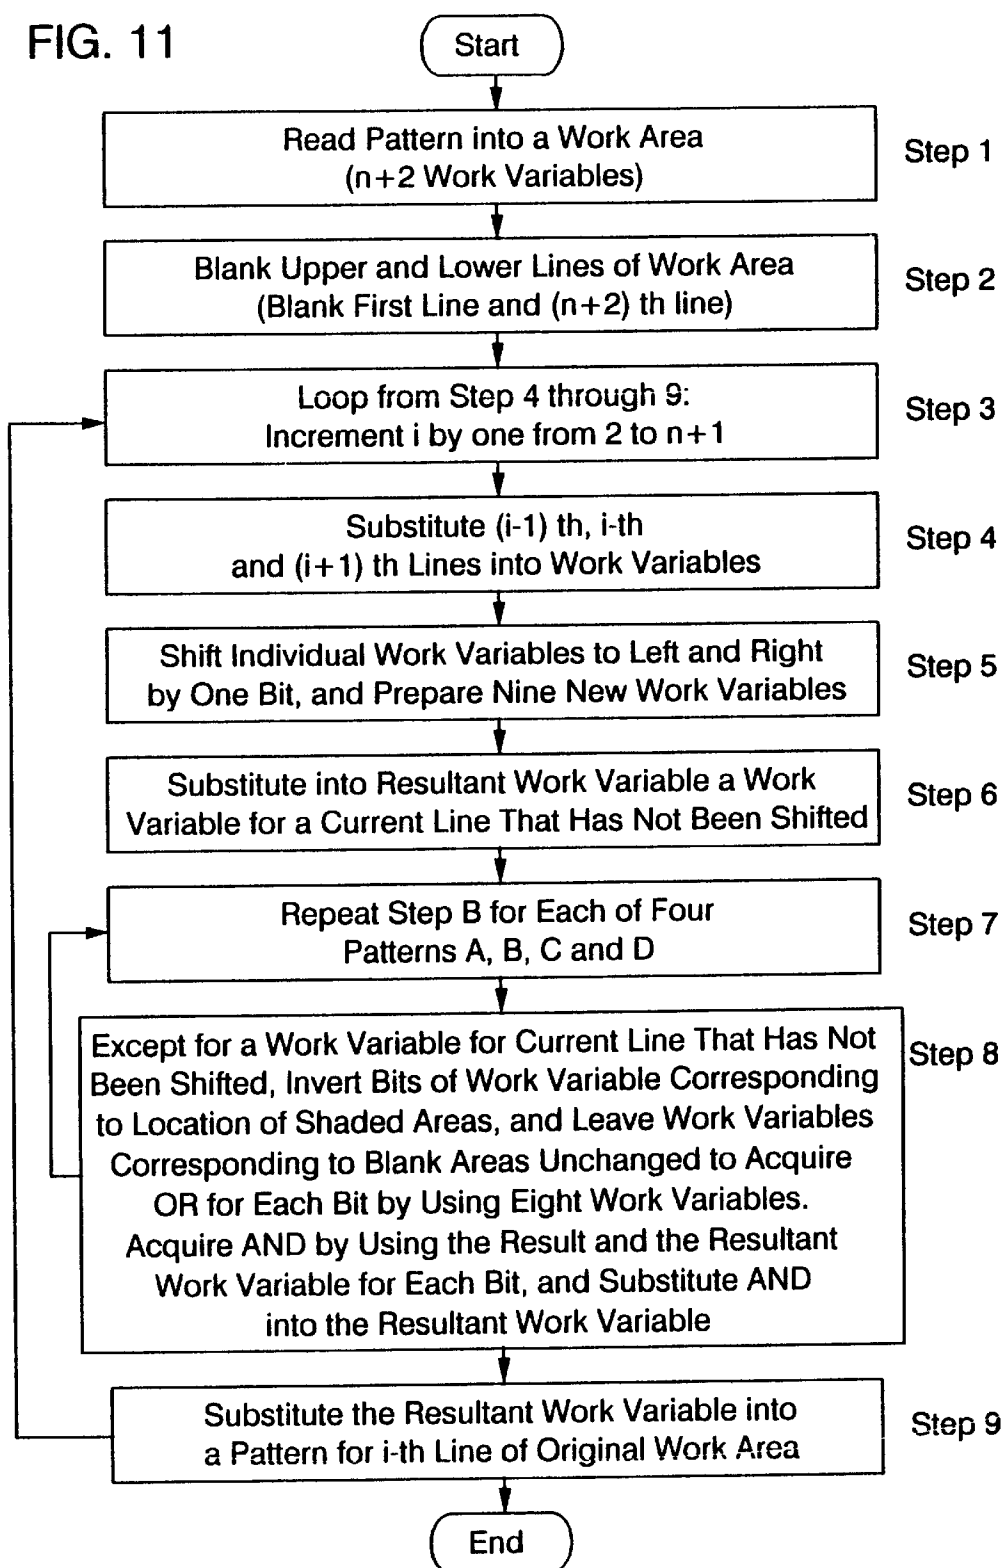 FIG. 11
Start
Read Pattern into a Work Area
(n+2 Work Variables)
Step 1
Blank Upper and Lower Lines of Work Area
(Blank First Line and (n+2) th line)
Step 2
Loop from Step 4 through 9:
Increment i by one from 2 to n+1
Step 3
Substitute (i-1) th, i-th
and (i+1) th Lines into Work Variables
Step 4
Shift Individual Work Variables to Left and Right
by One Bit, and Prepare Nine New Work Variables
Step 5
Substitute into Resultant Work Variable a Work
Variable for a Current Line That Has Not Been Shifted
Step 6
Repeat Step B for Each of Four
Patterns A, B, C and D
Step 7
Except for a Work Variable for Current Line That Has Not
Been Shifted, Invert Bits of Work Variable Corresponding
to Location of Shaded Areas, and Leave Work Variables
Corresponding to Blank Areas Unchanged to Acquire
OR for Each Bit by Using Eight Work Variables.
Acquire AND by Using the Result and the Resultant
Work Variable for Each Bit, and Substitute AND
into the Resultant Work Variable
Step 8
Substitute the Resultant Work Variable into
a Pattern for i-th Line of Original Work Area
Step 9
End